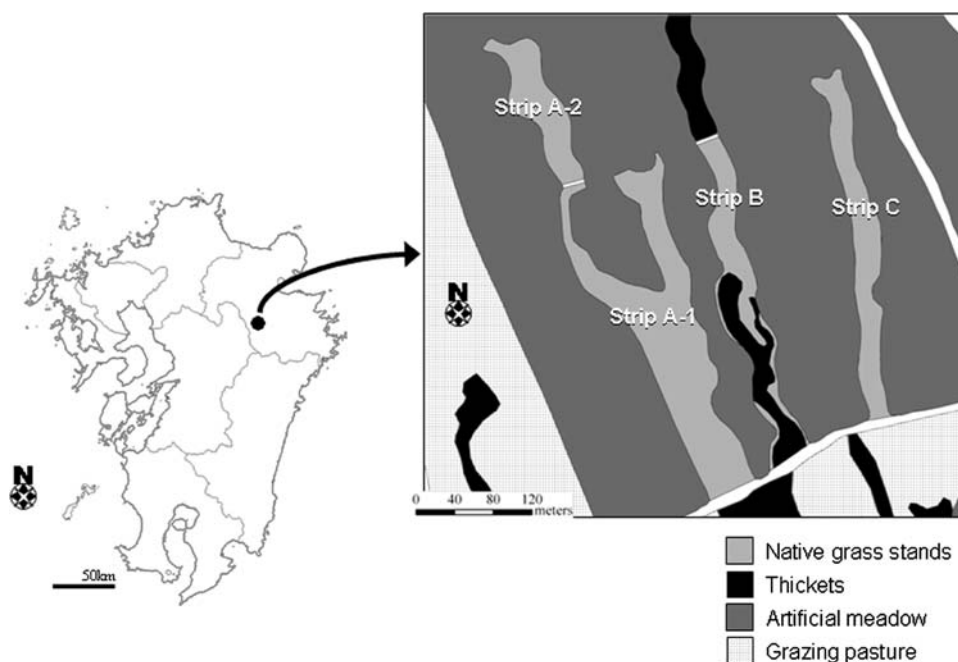 N
50km
Strip A-2
Strip B
Strip C
N
Strip A-1
0 40 80 120
meters
Native grass stands
Thickets
Artificial meadow
Grazing pasture